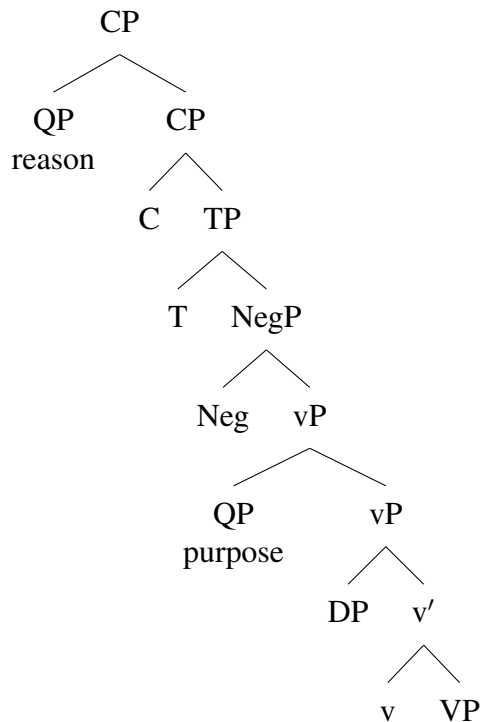 CP
QP CP
reason
C TP
T NegP
Neg vP
QP vP
purpose
DP v′
v VP